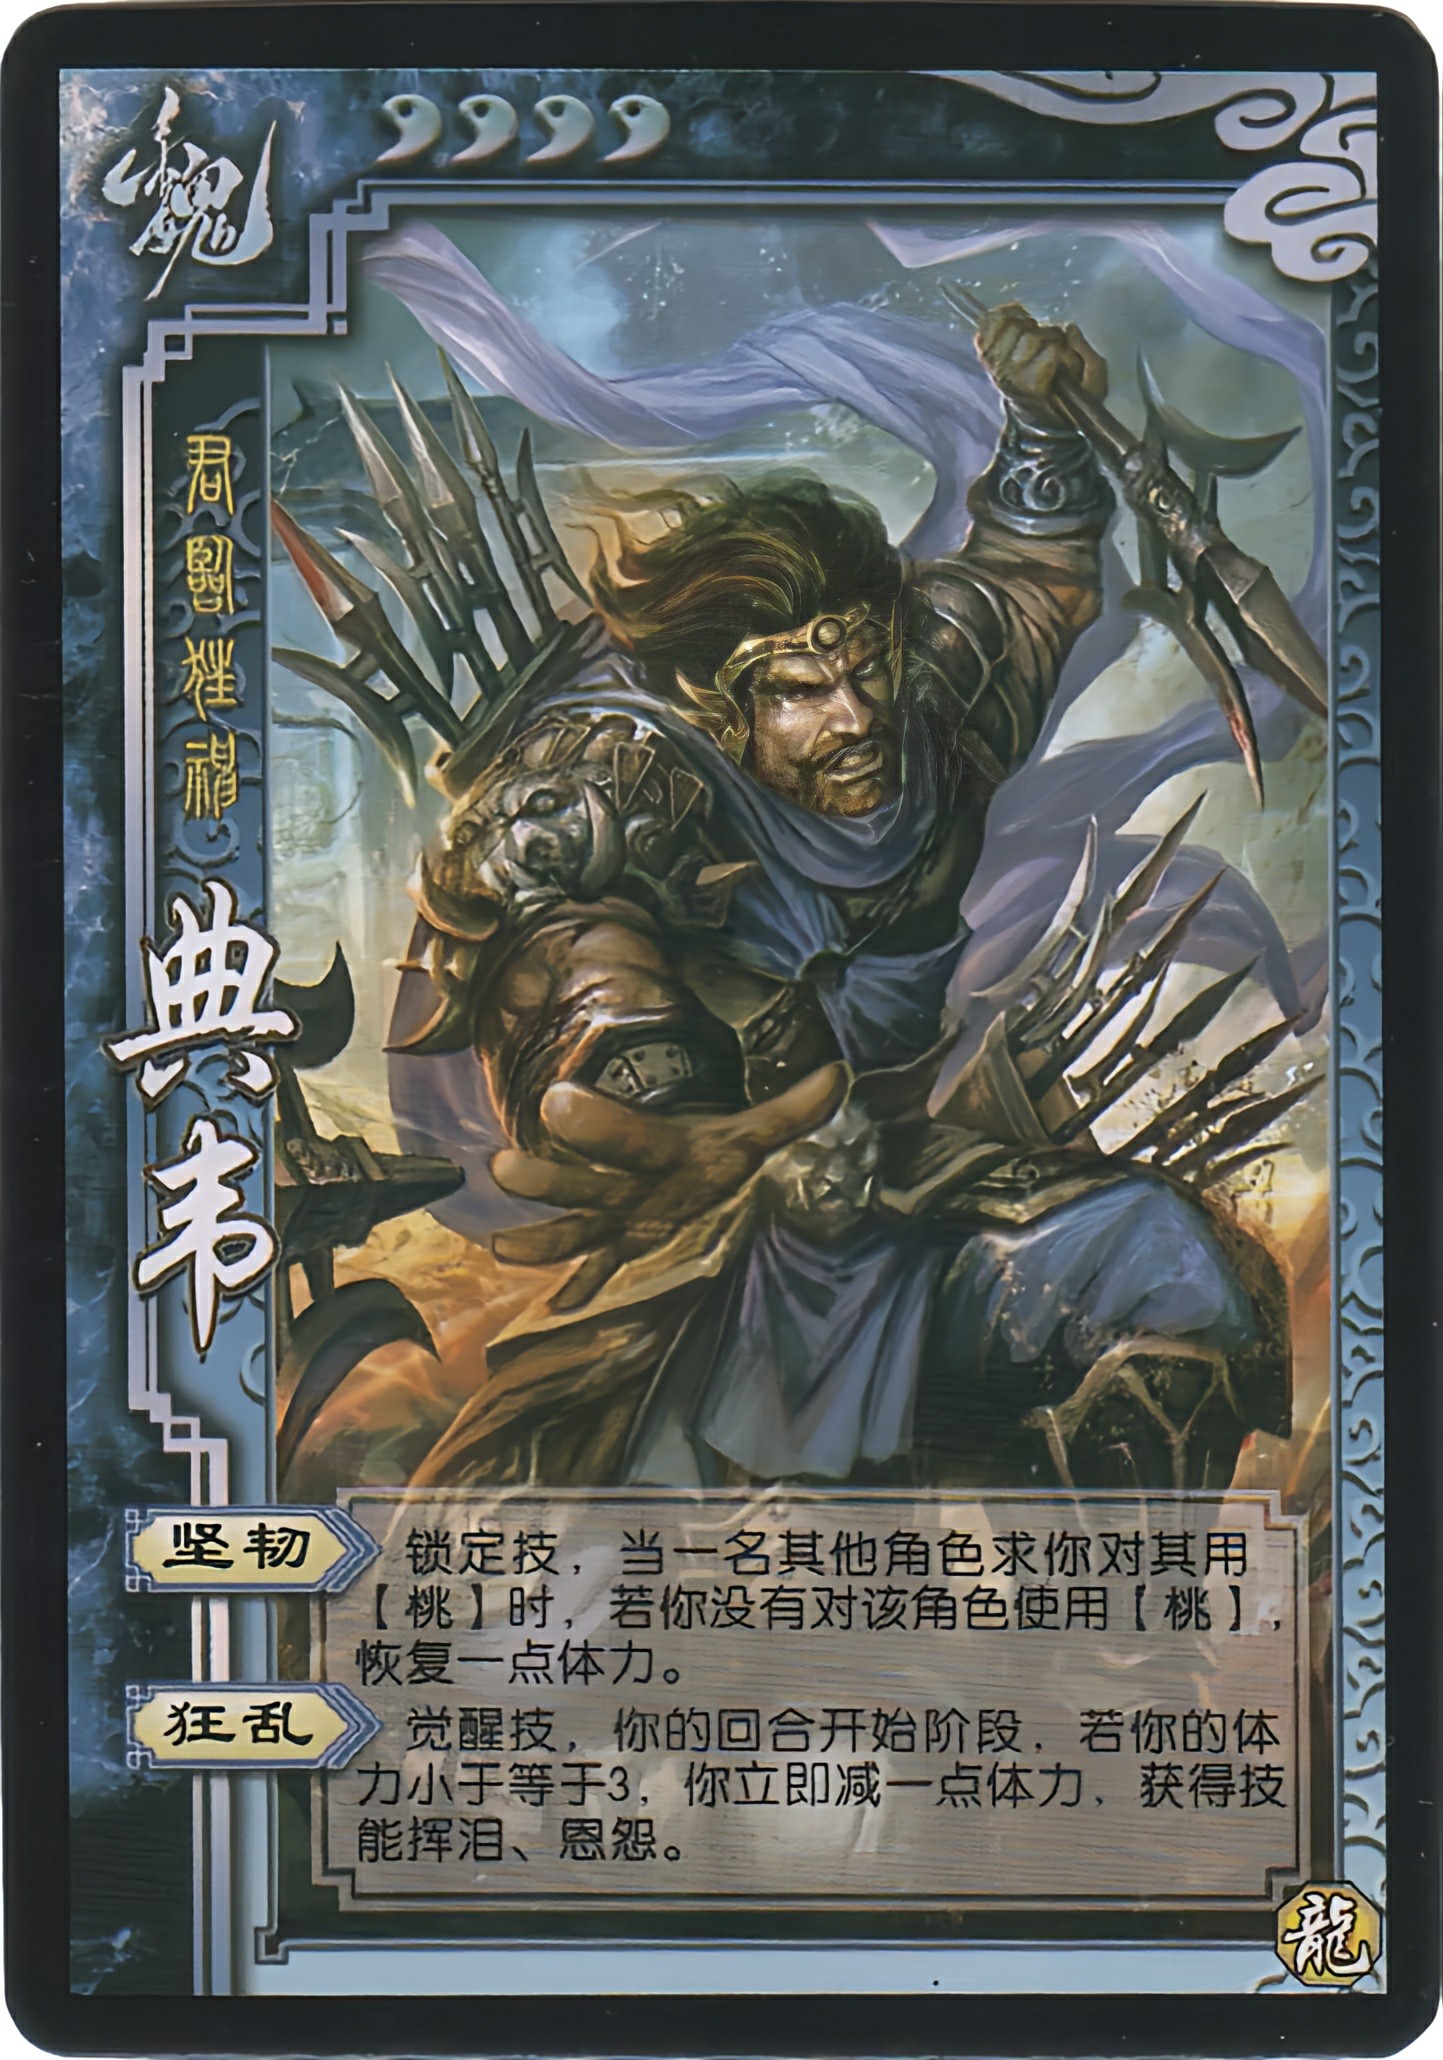 魏
典韦
坚韧
锁定技，当一名其他角色求你对其用
【桃】时，若你没有对该角色使用【桃】，
恢复一点体力。
狂乱
觉醒技，你的回合开始阶段，若你的体
力小于等于3，你立即减一点体力，获得技
能挥泪、恩怨。
龍